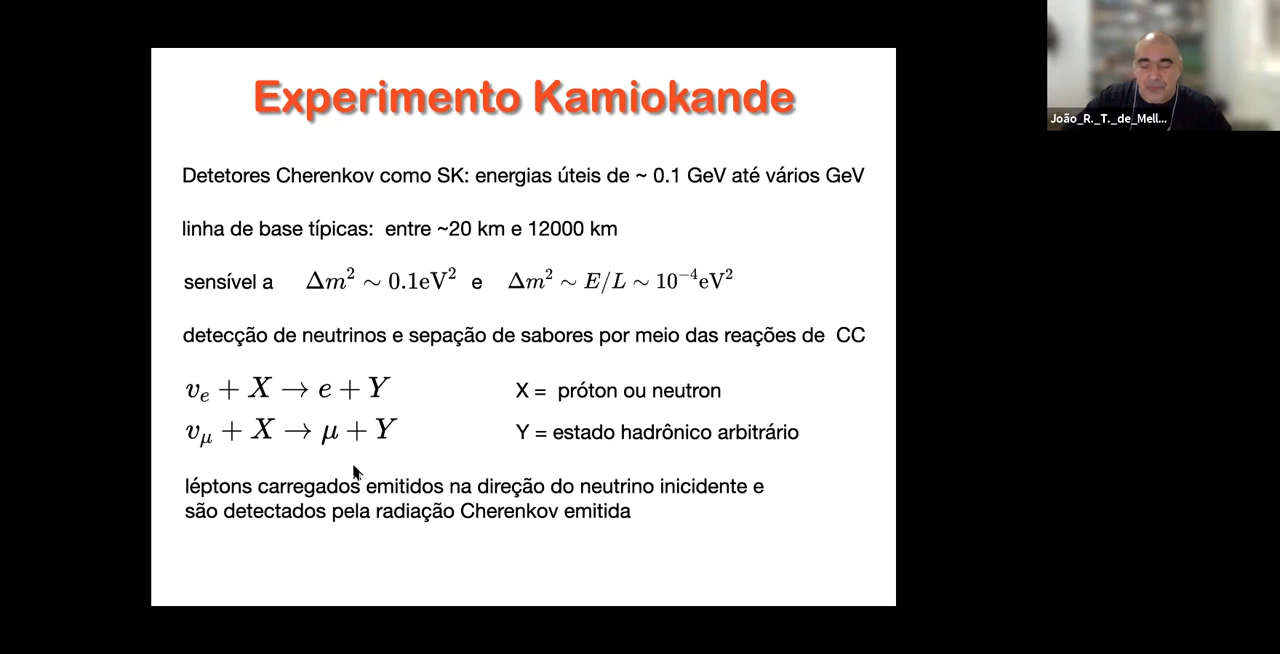 Experimento Kamiokande
João_R._T._de_Mell...
Detetores Cherenkov como SK: energias úteis de ~ 0.1 GeV até vários GeV
linha de base típicas: entre ~20 km e 12000 km
sensível a Δm² ∼ 0.1eV² e Δm² ∼ E/L ∼ 10⁻⁴eV²
detecção de neutrinos e sepação de sabores por meio das reações de CC
νₑ + X → e + Y X = próton ou neutron
ν_μ + X → μ + Y Y = estado hadrônico arbitrário
léptons carregados emitidos na direção do neutrino inicidente e
são detectados pela radiação Cherenkov emitida